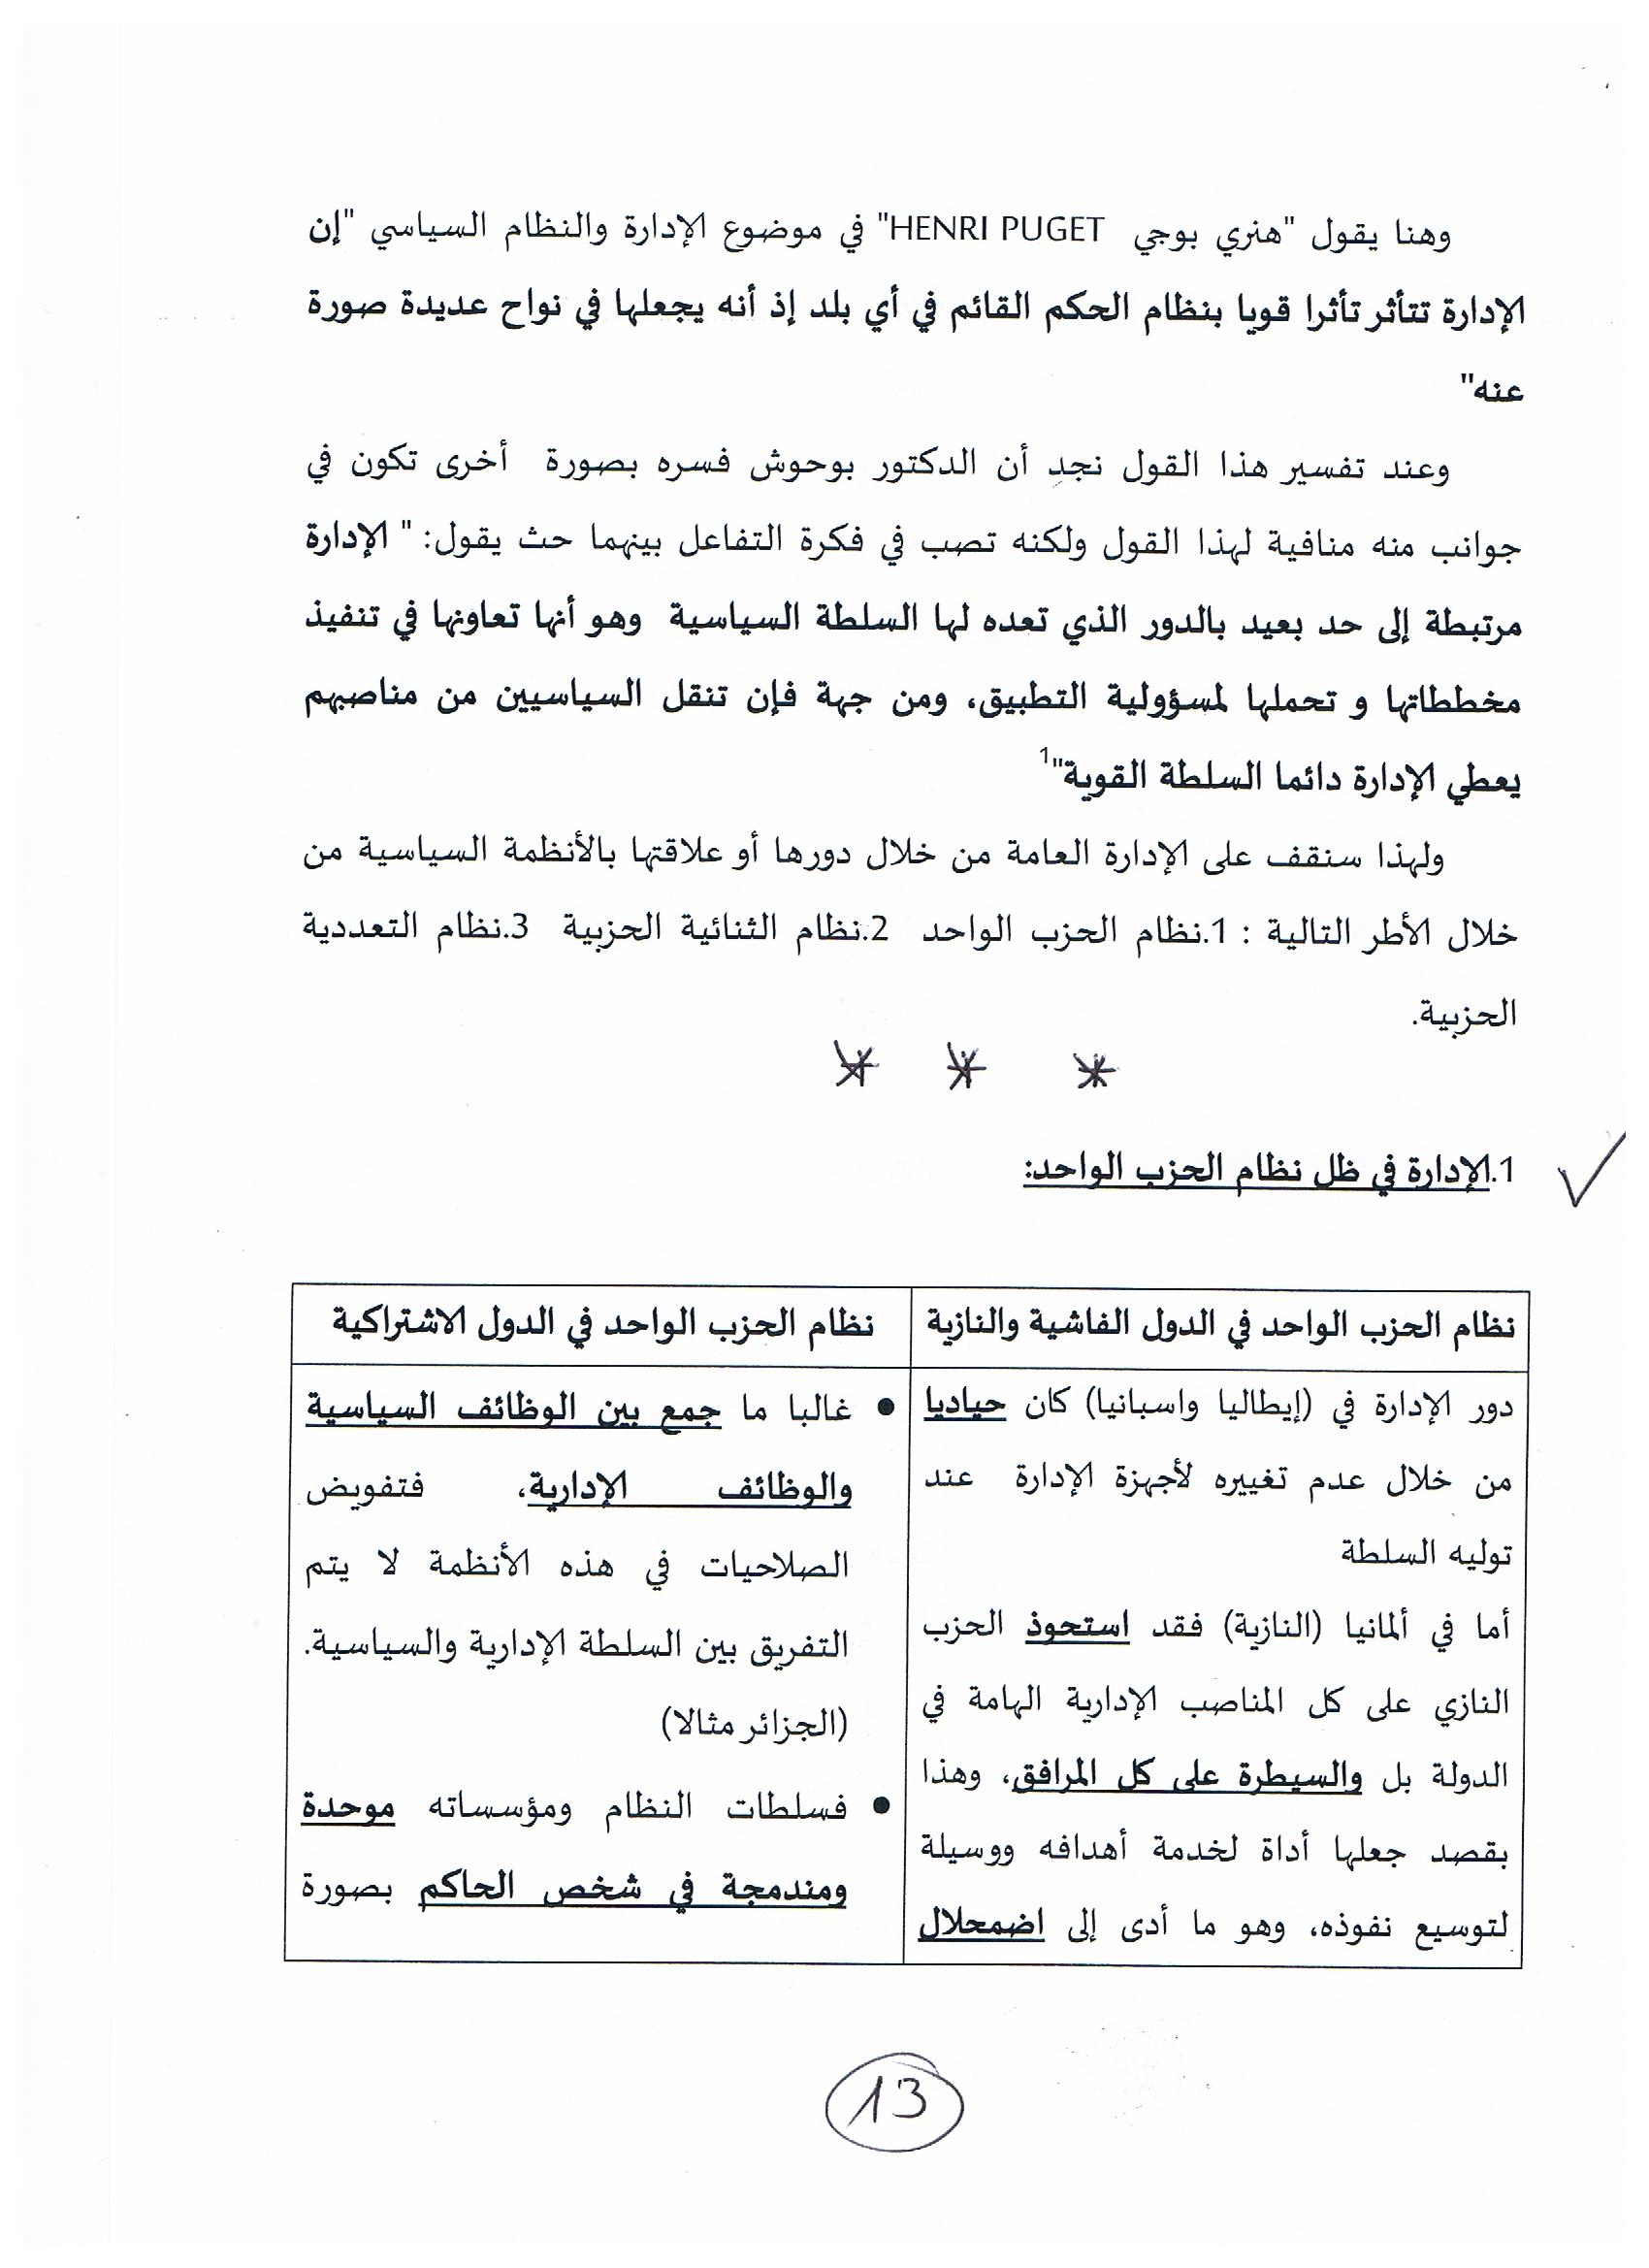 وهنا يقول "هنري بوجي HENRI PUGET" في موضوع الإدارة والنظام السياسي "إن
الإدارة تتأثر تأثرا قويا بنظام الحكم القائم في أي بلد إذ أنه يجعلها في نواح عديدة صورة
عنه"
وعند تفسير هذا القول نجد أن الدكتور بوحوش فسره بصورة أخرى تكون في
جوانب منه منافية لهذا القول ولكنه تصب في فكرة التفاعل بينهما حث يقول: " الإدارة
مرتبطة إلى حد بعيد بالدور الذي تعده لها السلطة السياسية وهو أنها تعاونها في تنفيذ
مخططاتها و تحملها لمسؤولية التطبيق، ومن جهة فإن تنقل السياسيين من مناصبهم
يعطي الإدارة دائما السلطة القوية"1
ولهذا سنقف على الإدارة العامة من خلال دورها أو علاقتها بالأنظمة السياسية من
خلال الأطر التالية : 1.نظام الحزب الواحد 2.نظام الثنائية الحزبية 3.نظام التعددية
الحزبية.
* * *
1.الإدارة في ظل نظام الحزب الواحد:
نظام الحزب الواحد في الدول الفاشية والنازية
دور الإدارة في (إيطاليا واسبانيا) كان حياديا
من خلال عدم تغييره لأجهزة الإدارة عند
توليه السلطة
أما في ألمانيا (النازية) فقد استحوذ الحزب
النازي على كل المناصب الإدارية الهامة في
الدولة بل والسيطرة على كل المرافق، وهذا
بقصد جعلها أداة لخدمة أهدافه ووسيلة
لتوسيع نفوذه، وهو ما أدى إلى اضمحلال
نظام الحزب الواحد في الدول الاشتراكية
● غالبا ما جمع بين الوظائف السياسية
والوظائف الإدارية، فتفويض
الصلاحيات في هذه الأنظمة لا يتم
التفريق بين السلطة الإدارية والسياسية.
(الجزائر مثالا)
● فسلطات النظام ومؤسساته موحدة
ومندمجة في شخص الحاكم بصورة
13